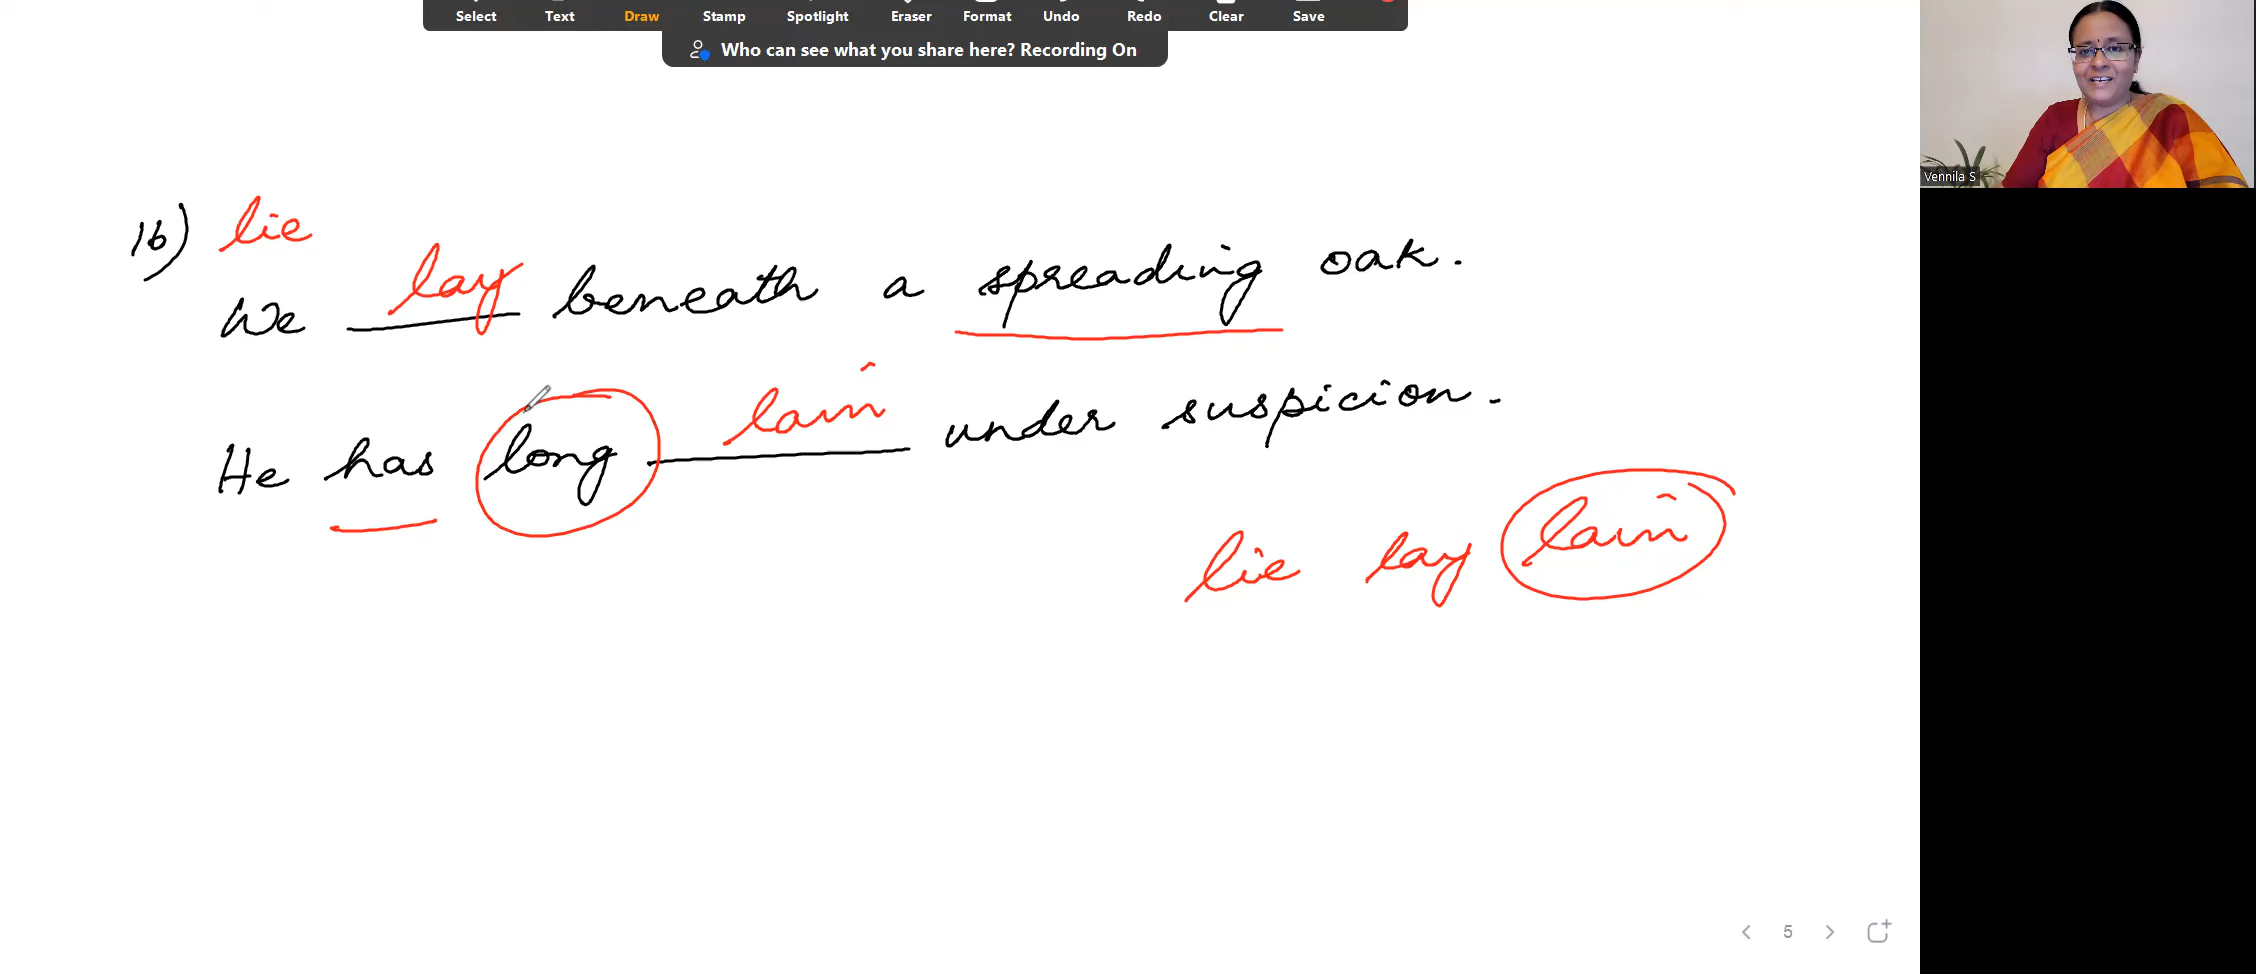 Select Text Draw Stamp Spotlight Eraser Format Undo Redo Clear Save
Who can see what you share here? Recording On
Vennila S
16) lie
We lay beneath a spreading oak.
He has long lain under suspicion.
lie lay lain
5